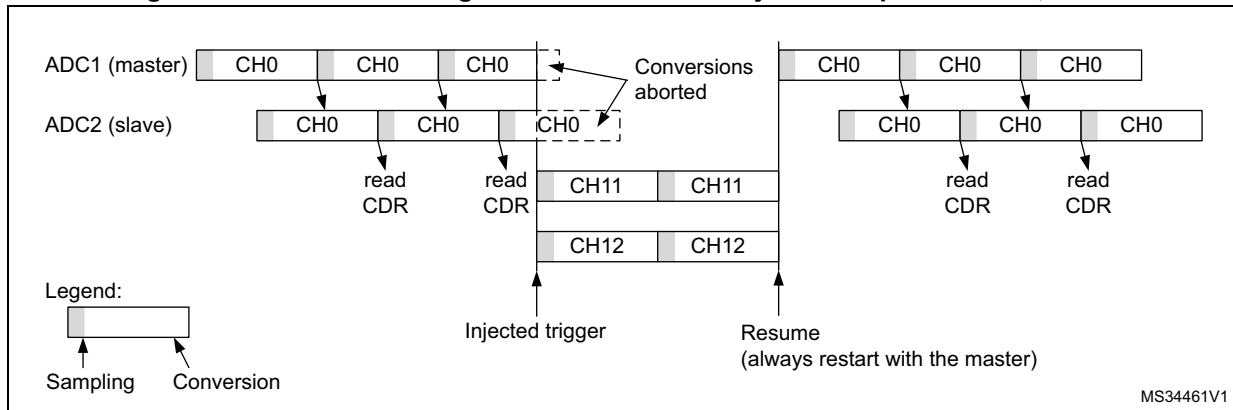 ADC1 (master) CH0 CH0 CH0 Conversions aborted CH0 CH0 CH0
ADC2 (slave) CH0 CH0 CH0 CH0 CH0 CH0
read CDR read CDR read CDR read CDR
CH11 CH11
CH12 CH12
Legend:
Injected trigger
Resume
(always restart with the master)
Sampling Conversion
MS34461V1